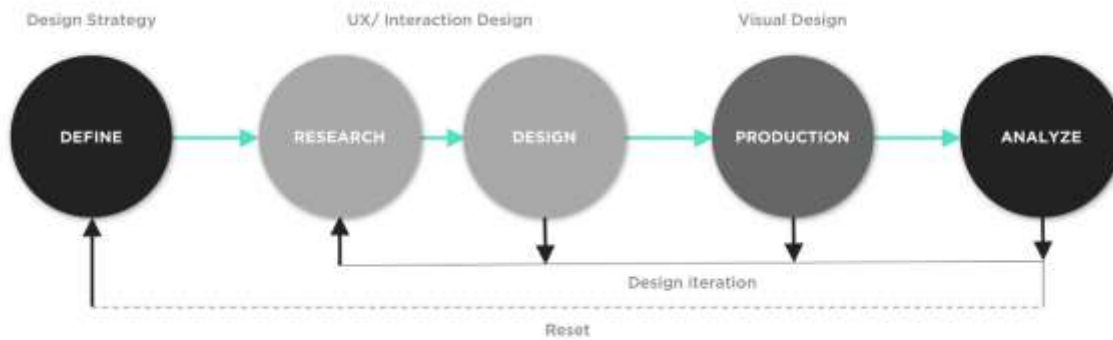 Design Strategy
UX/ Interaction Design
Visual Design
DEFINE
RESEARCH
DESIGN
PRODUCTION
ANALYZE
Design iteration
Reset